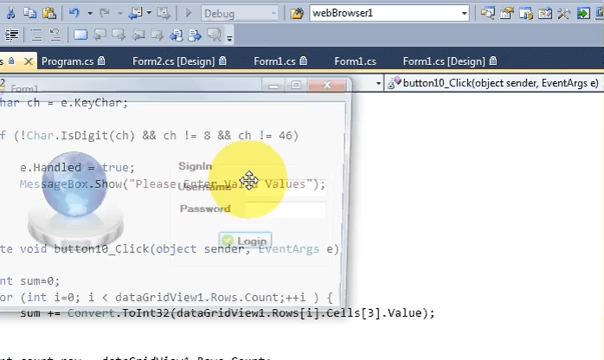 Debug
webBrowser1
Program.cs
Form2.cs [Design]
Form1.cs
Form1.cs
Form1.cs [Design]
Form1
button10_Click(object sender, EventArgs e)
har ch = e.KeyChar;
f (!Char.IsDigit(ch) && ch != 8 && ch != 46)
e.Handled = true;
MessageBox.Show("Please Enter Valid Values");
SignIn
Username
Password
Login
te void button10_Click(object sender, EventArgs e)
nt sum=0;
or (int i=0; i < dataGridView1.Rows.Count;++i ) {
sum += Convert.ToInt32(dataGridView1.Rows[i].Cells[3].Value);